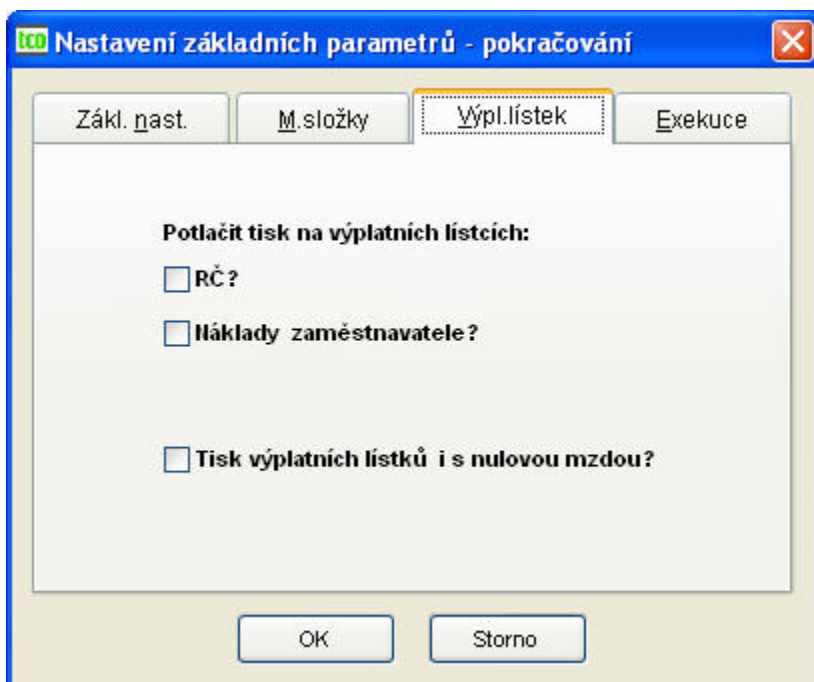 tco Nastavení základních parametrů - pokračování
Zákl. nast. M.složky Výpl.lístek Exekuce
Potlačit tisk na výplatních lístcích:
RČ?
Náklady zaměstnavatele?
Tisk výplatních lístků i s nulovou mzdou?
OK Storno